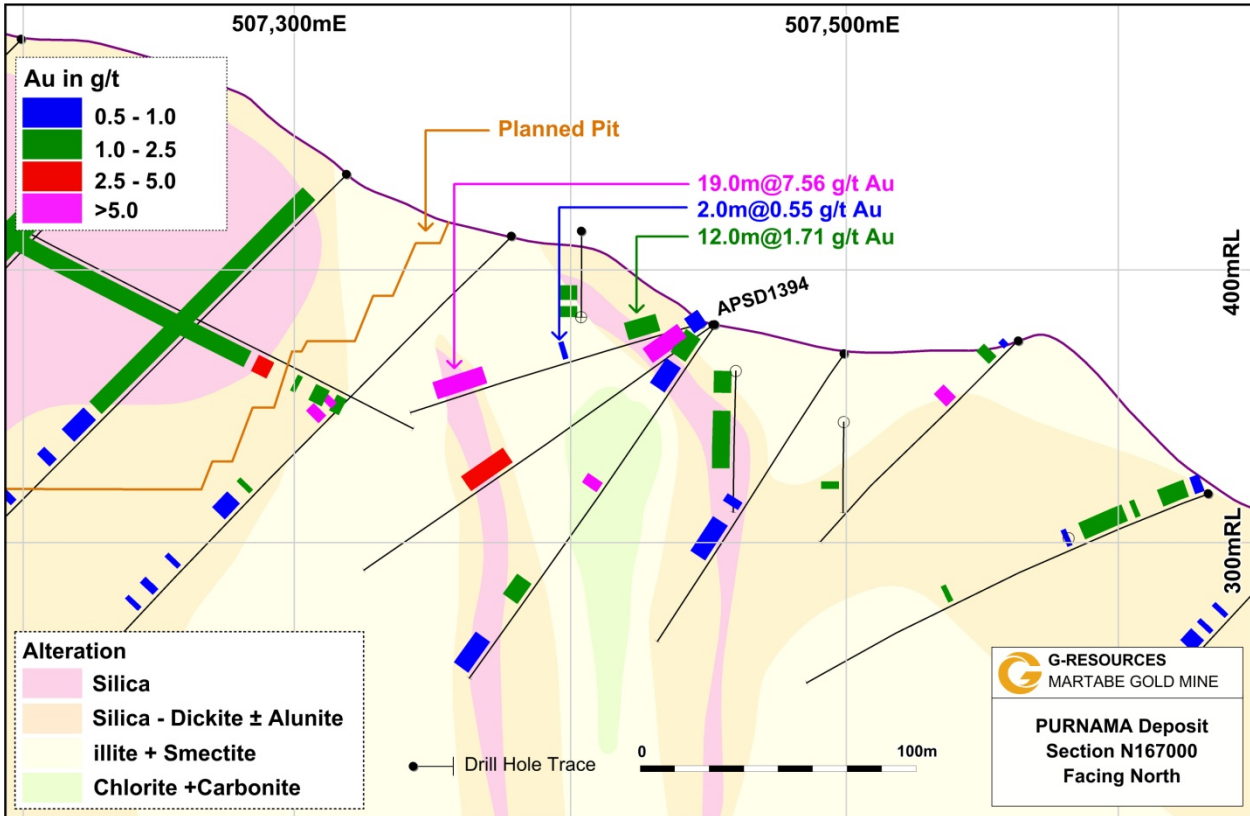 507,300mE
507,500mE
Au in g/t
0.5 - 1.0
1.0 - 2.5
2.5 - 5.0
>5.0
Planned Pit
19.0m@7.56 g/t Au
2.0m@0.55 g/t Au
12.0m@1.71 g/t Au
APSD1394
400mRL
300mRL
Alteration
Silica
Silica - Dickite ± Alunite
illite + Smectite
Chlorite +Carbonite
Drill Hole Trace
0
100m
G-RESOURCES
MARTABE GOLD MINE
PURNAMA Deposit
Section N167000
Facing North